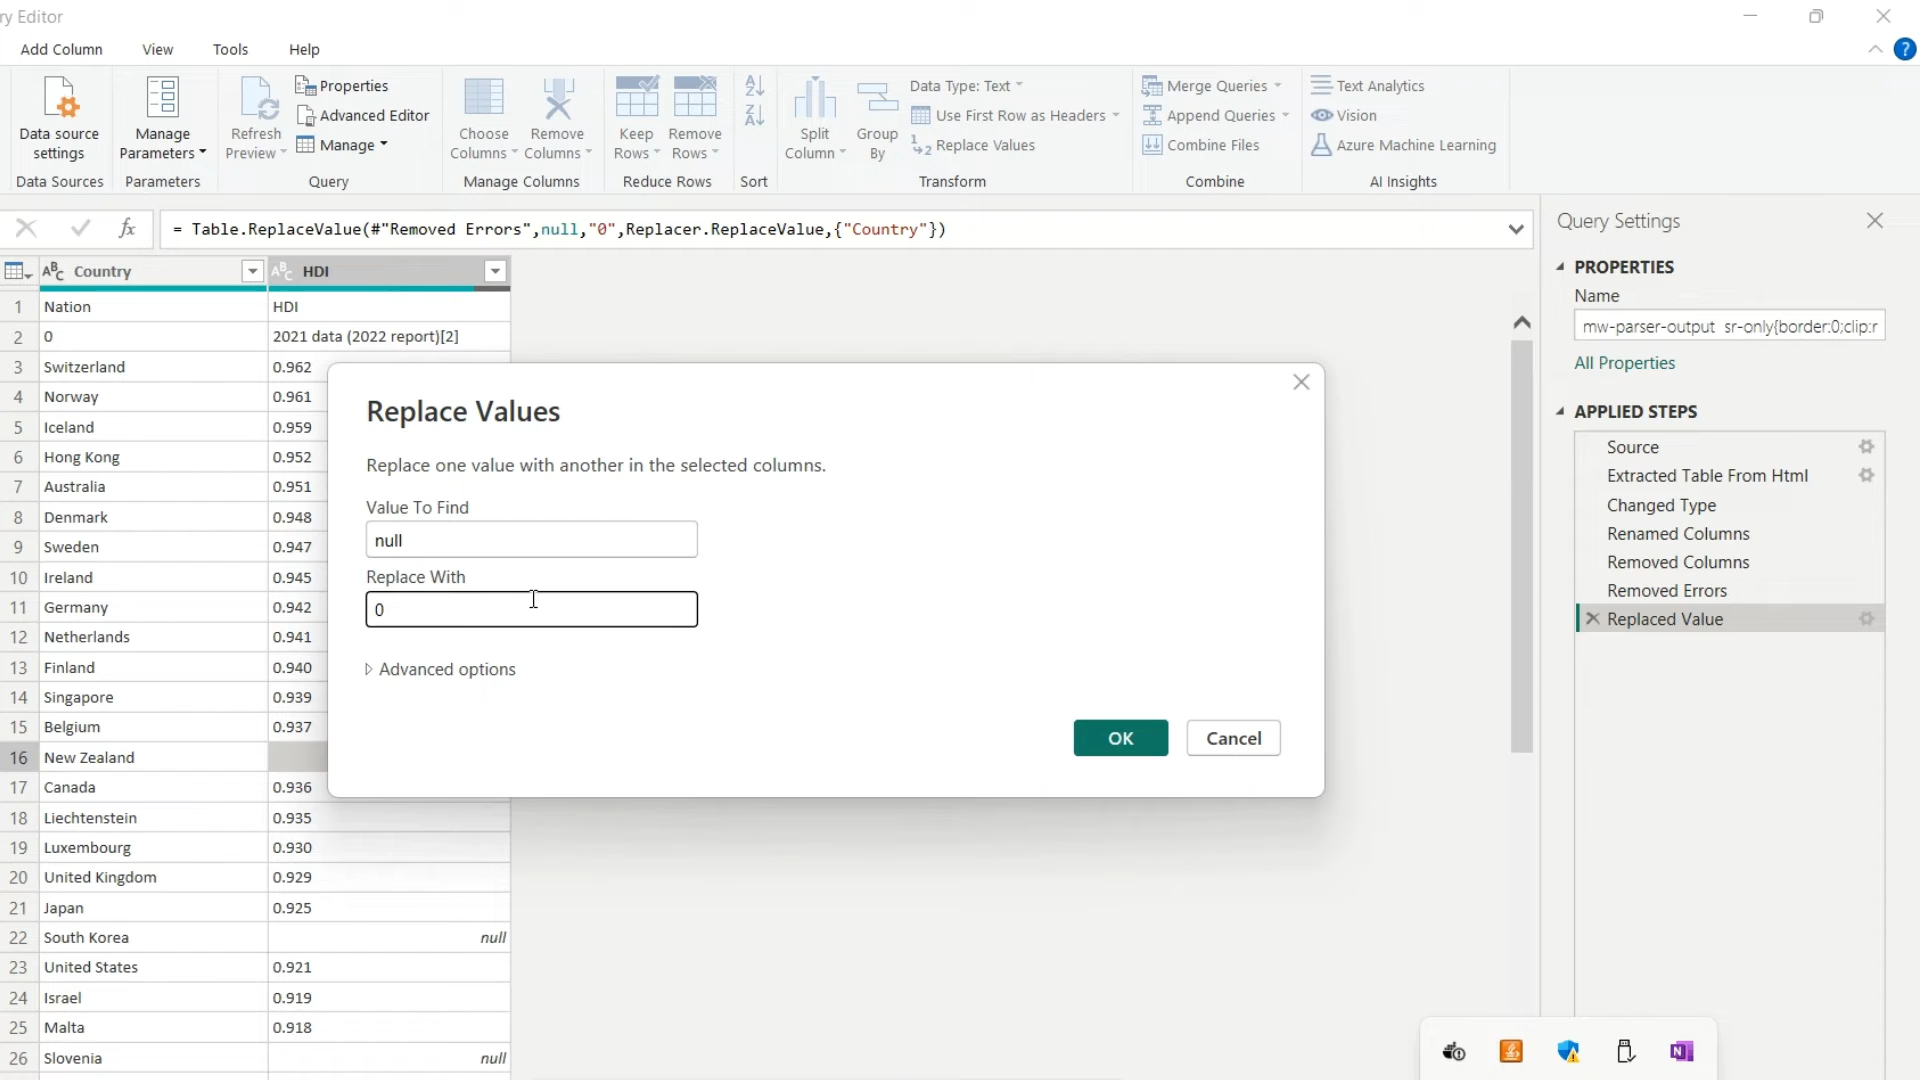 ry Editor
Add Column View Tools Help
Data source settings
Data Sources
Manage Parameters
Parameters
Refresh Preview
Properties
Advanced Editor
Manage
Query
Choose Columns
Remove Columns
Manage Columns
Keep Rows
Remove Rows
Reduce Rows
Sort
Split Column
Group By
Data Type: Text
Use First Row as Headers
Replace Values
Transform
Merge Queries
Append Queries
Combine Files
Combine
Text Analytics
Vision
Azure Machine Learning
AI Insights
fx = Table.ReplaceValue(#"Removed Errors",null,"0",Replacer.ReplaceValue,{"Country"})
Country HDI
1 Nation HDI
2 0 2021 data (2022 report)[2]
3 Switzerland 0.962
4 Norway 0.961
5 Iceland 0.959
6 Hong Kong 0.952
7 Australia 0.951
8 Denmark 0.948
9 Sweden 0.947
10 Ireland 0.945
11 Germany 0.942
12 Netherlands 0.941
13 Finland 0.940
14 Singapore 0.939
15 Belgium 0.937
16 New Zealand
17 Canada 0.936
18 Liechtenstein 0.935
19 Luxembourg 0.930
20 United Kingdom 0.929
21 Japan 0.925
22 South Korea null
23 United States 0.921
24 Israel 0.919
25 Malta 0.918
26 Slovenia null
Replace Values
Replace one value with another in the selected columns.
Value To Find
null
Replace With
0
Advanced options
OK Cancel
Query Settings
PROPERTIES
Name
mw-parser-output sr-only{border:0;clip:r
All Properties
APPLIED STEPS
Source
Extracted Table From Html
Changed Type
Renamed Columns
Removed Columns
Removed Errors
Replaced Value